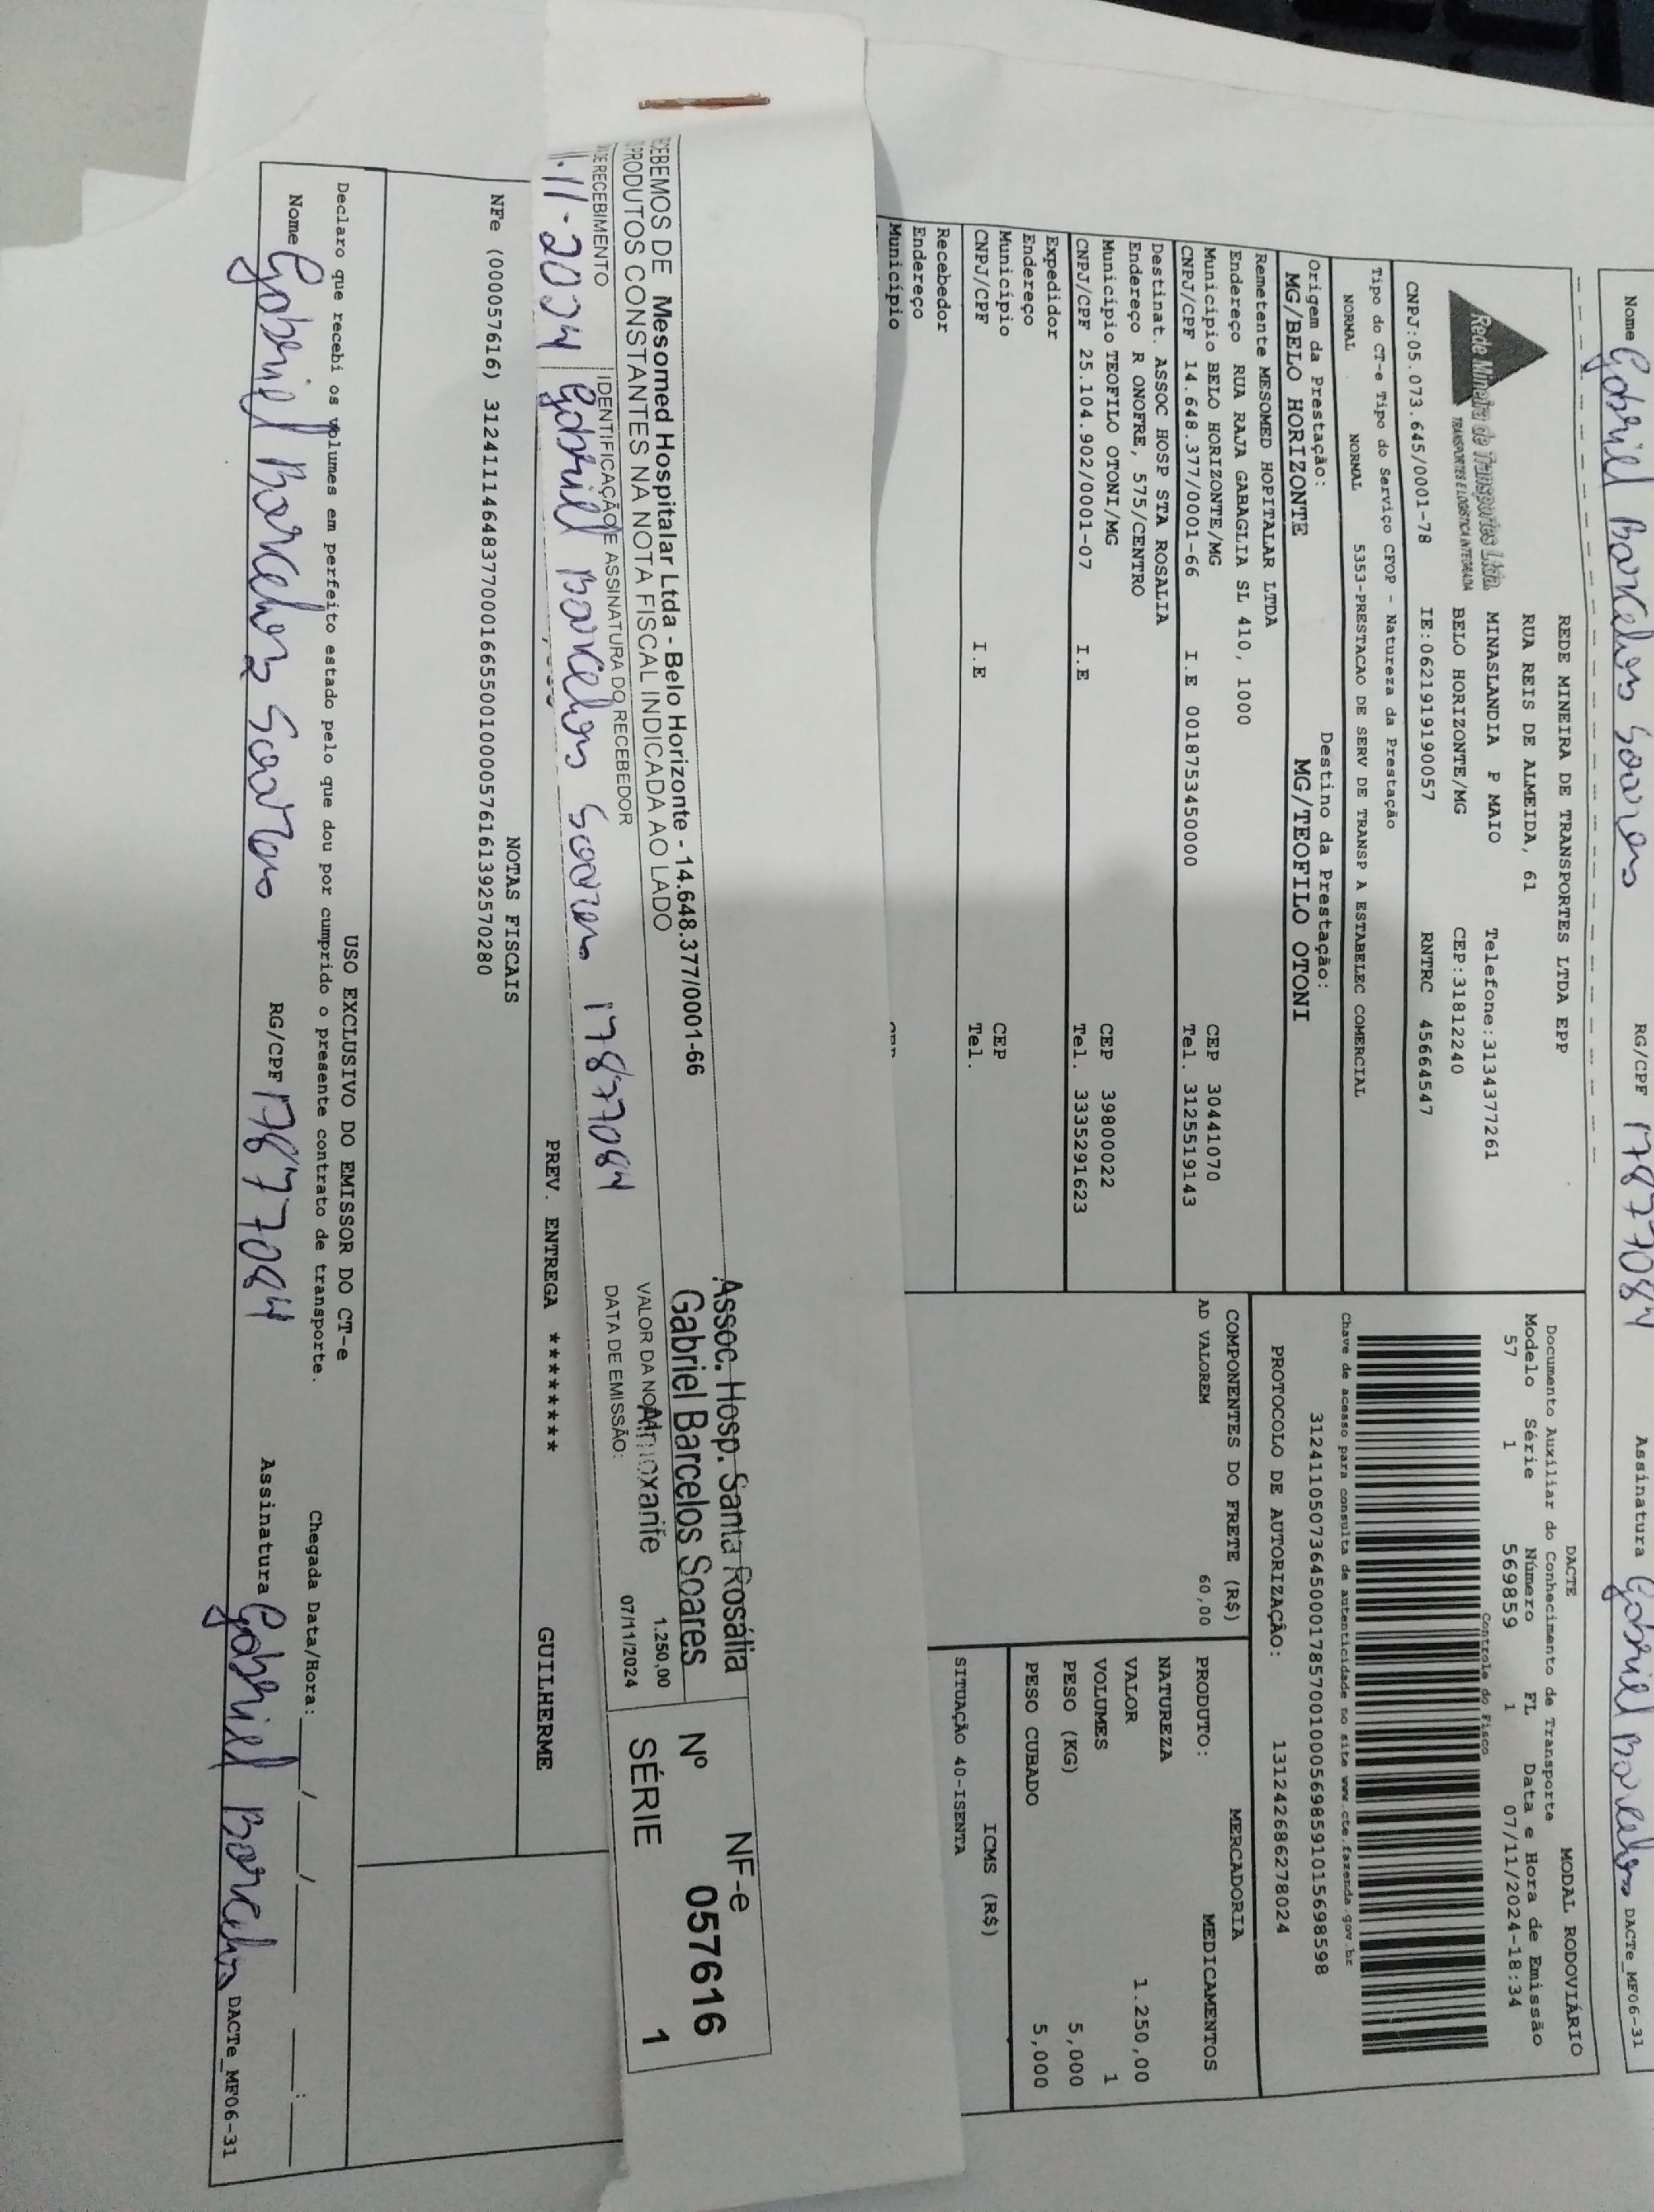 Nome Gabriel Barcelos Soares RG/CPF 17877084 Assinatura Gabriel Barcelos DACTe_MF06-31
Rede Mineira de Transportes Ltda.
TRANSPORTES E LOGÍSTICA INTEGRADA
REDE MINEIRA DE TRANSPORTES LTDA EPP
RUA REIS DE ALMEIDA, 61
MINASLANDIA P MAIO Telefone:3134377261
BELO HORIZONTE/MG CEP:31812240
CNPJ:05.073.645/0001-78 IE:0621919190057 RNTRC 45664547
DACTE MODAL RODOVIÁRIO
Documento Auxiliar do Conhecimento de Transporte
Modelo Série Número FL Data e Hora de Emissão
57 1 569859 1 07/11/2024-18:34
Controle do Fisco
Chave de acesso para consulta de autenticidade no site www.cte.fazenda.gov.br
31241105073645000178570010005698591015698598
PROTOCOLO DE AUTORIZAÇÃO: 131242686278024
Tipo do CT-e Tipo do Serviço CFOP - Natureza da Prestação
NORMAL NORMAL 5353-PRESTACAO DE SERV DE TRANSP A ESTABELEC COMERCIAL
Origem da Prestação: Destino da Prestação:
MG/BELO HORIZONTE MG/TEOFILO OTONI
Remetente MESOMED HOPITALAR LTDA
Endereço RUA RAJA GABAGLIA SL 410, 1000
Município BELO HORIZONTE/MG CEP 30441070
CNPJ/CPF 14.648.377/0001-66 I.E 0018753450000 Tel. 3125519143
Destinat. ASSOC HOSP STA ROSALIA
Endereço R ONOFRE, 575/CENTRO
Município TEOFILO OTONI/MG CEP 39800022
CNPJ/CPF 25.104.902/0001-07 I.E Tel. 3335291623
Expedidor
Endereço
Município CEP
CNPJ/CPF I.E Tel.
Recebedor
Endereço
Município
COMPONENTES DO FRETE (R$)
AD VALOREM 60,00
MERCADORIA
PRODUTO: MEDICAMENTOS
NATUREZA
VALOR 1.250,00
VOLUMES 1
PESO (KG) 5,000
PESO CUBADO 5,000
ICMS (R$)
SITUAÇÃO 40-ISENTA
Assoc. Hosp. Santa Rosália
Gabriel Barcelos Soares
Almoxarife
EBEMOS DE Mesomed Hospitalar Ltda - Belo Horizonte - 14.648.377/0001-66
PRODUTOS CONSTANTES NA NOTA FISCAL INDICADA AO LADO
VALOR DA NO 1.250,00
DATA DE EMISSÃO: 07/11/2024
NF-e
Nº 057616
SÉRIE 1
DE RECEBIMENTO IDENTIFICAÇÃO E ASSINATURA DO RECEBEDOR
.11-2024 Gabriel Barcelos Soares 17877084
PREV. ENTREGA ******** GUILHERME
NOTAS FISCAIS
NFe (000057616) 31241114648377000166550010000576161392570280
USO EXCLUSIVO DO EMISSOR DO CT-e
Declaro que recebi os volumes em perfeito estado pelo que dou por cumprido o presente contrato de transporte.
Chegada Data/Hora: ____/____/______ ____:____
Nome Gabriel Barcelos Soares RG/CPF 17877084 Assinatura Gabriel Barcelos DACTe_MF06-31